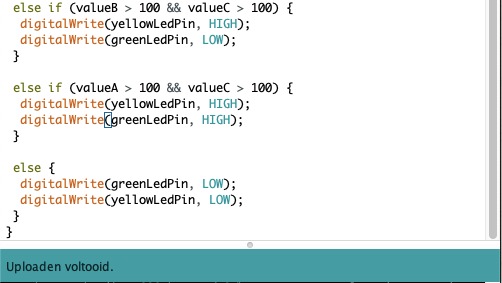 else if (valueB > 100 && valueC > 100) {
digitalWrite(yellowLedPin, HIGH);
digitalWrite(greenLedPin, LOW);
}
else if (valueA > 100 && valueC > 100) {
digitalWrite(yellowLedPin, HIGH);
digitalWrite(greenLedPin, HIGH);
}
else {
digitalWrite(greenLedPin, LOW);
digitalWrite(yellowLedPin, LOW);
}
}
Uploaden voltooid.